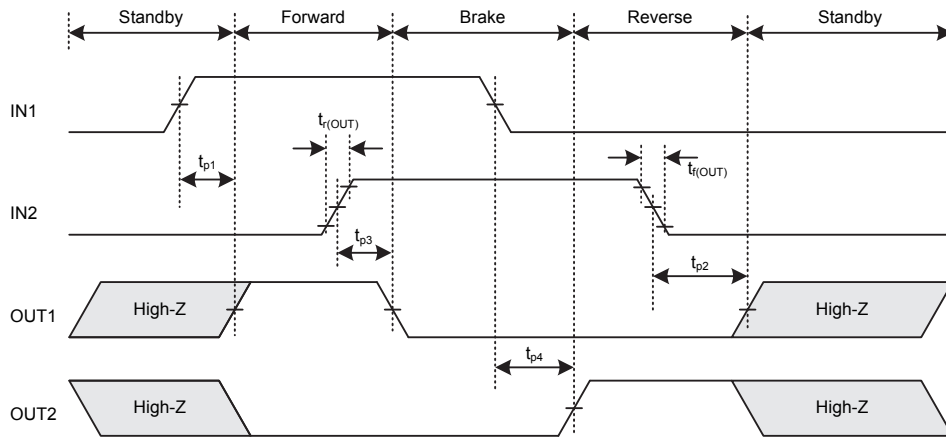 Standby Forward Brake Reverse Standby
IN1
tr(OUT)
tf(OUT)
tp1
IN2
tp3
tp2
High-Z High-Z
OUT1
tp4
High-Z High-Z
OUT2